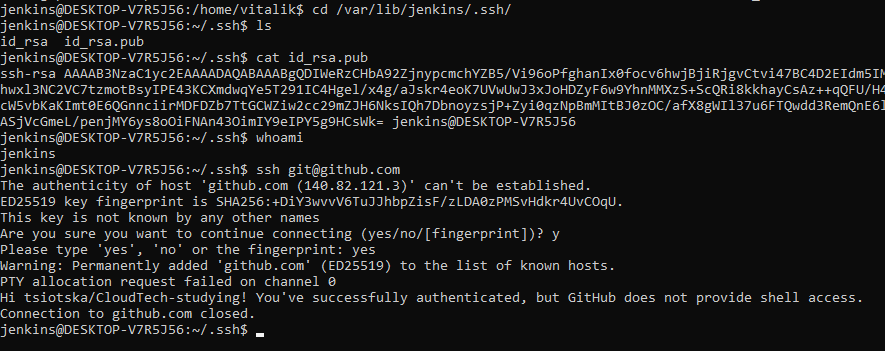 jenkins@DESKTOP-V7R5J56:/home/vitalik$ cd /var/lib/jenkins/.ssh/
jenkins@DESKTOP-V7R5J56:~/.ssh$ ls
id_rsa  id_rsa.pub
jenkins@DESKTOP-V7R5J56:~/.ssh$ cat id_rsa.pub
ssh-rsa AAAAB3NzaC1yc2EAAAADAQABAAABgQDIWeRzCHbA92ZjnypcmchYZB5/Vi96oPfghanIx0focv6hwjBjiRjgvCtvi47BC4D2EIdm5IM
hwxl3NC2VC7tzmotBsyIPE43KCXmdwqYe5T291IC4Hgel/x4g/aJskr4eoK7UVwUwJ3xJoHDZyF6w9YhnMMXzS+ScQRi8kkhayCsAz++qQFU/H4
cW5vbKaKImt0E6QGnnciirMDFDZb7TtGCWZiw2cc29mZJH6NksIQh7DbnoyzsjP+Zyi0qzNpBmMItBJ0zOC/afX8gWIl37u6FTQwdd3RemQnE6l
ASjVcGmeL/penjMY6ys8oOiFNAn43OimIY9eIPY5g9HCsWk= jenkins@DESKTOP-V7R5J56
jenkins@DESKTOP-V7R5J56:~/.ssh$ whoami
jenkins
jenkins@DESKTOP-V7R5J56:~/.ssh$ ssh git@github.com
The authenticity of host 'github.com (140.82.121.3)' can't be established.
ED25519 key fingerprint is SHA256:+DiY3wvvV6TuJJhbpZisF/zLDA0zPMSvHdkr4UvCOqU.
This key is not known by any other names
Are you sure you want to continue connecting (yes/no/[fingerprint])? y
Please type 'yes', 'no' or the fingerprint: yes
Warning: Permanently added 'github.com' (ED25519) to the list of known hosts.
PTY allocation request failed on channel 0
Hi tsiotska/CloudTech-studying! You've successfully authenticated, but GitHub does not provide shell access.
Connection to github.com closed.
jenkins@DESKTOP-V7R5J56:~/.ssh$